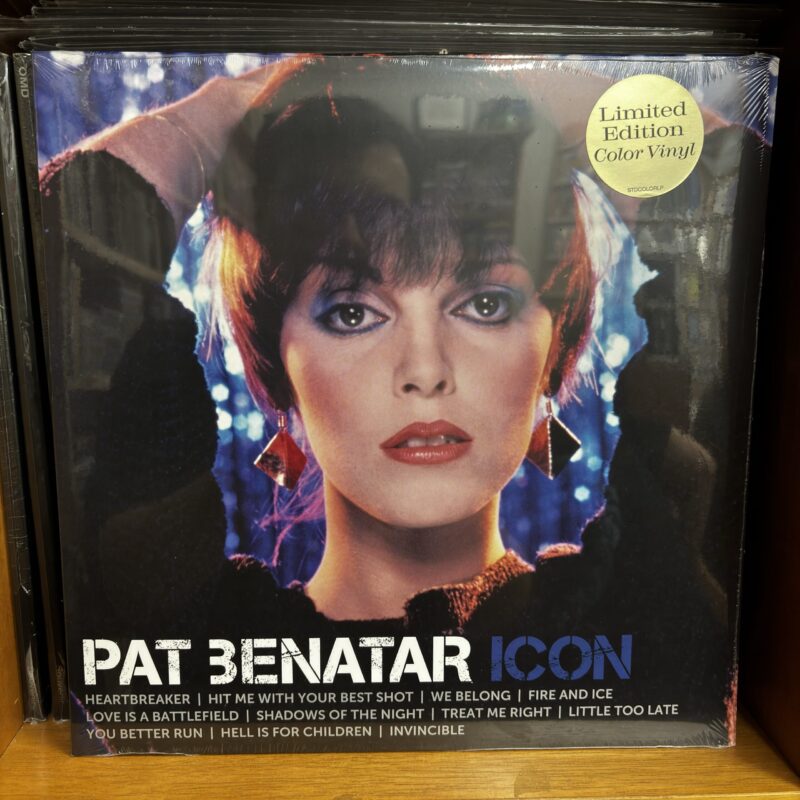 OMD
Limited
Edition
Color Vinyl
STDCOLORLP
PAT BENATAR ICON
HEARTBREAKER | HIT ME WITH YOUR BEST SHOT | WE BELONG | FIRE AND ICE
LOVE IS A BATTLEFIELD | SHADOWS OF THE NIGHT | TREAT ME RIGHT | LITTLE TOO LATE
YOU BETTER RUN | HELL IS FOR CHILDREN | INVINCIBLE